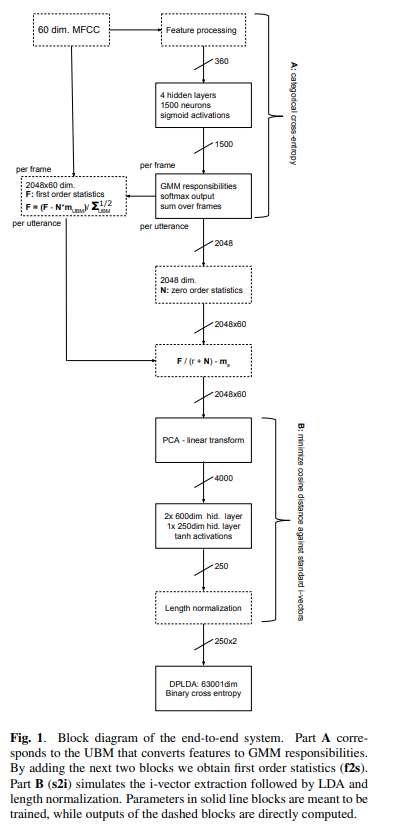 60 dim. MFCC
Feature processing
360
4 hidden layers
1500 neurons
sigmoid activations
A: categorical cross-entropy
1500
per frame
per frame
2048x60 dim.
F: first order statistics
F = (F - N*m_UBM)/ Σ_UBM^1/2
GMM responsibilities
softmax output
sum over frames
per utterance
per utterance
2048
2048 dim.
N: zero order statistics
2048x60
F / (r + N) - m_s
2048x60
PCA - linear transform
4000
2x 600dim hid. layer
1x 250dim hid. layer
tanh activations
B: minimize cosine distance against standard i-vectors
250
Length normalization
250x2
DPLDA: 63001dim
Binary cross entropy
Fig. 1. Block diagram of the end-to-end system. Part A corre-
sponds to the UBM that converts features to GMM responsibilities.
By adding the next two blocks we obtain first order statistics (f2s).
Part B (s2i) simulates the i-vector extraction followed by LDA and
length normalization. Parameters in solid line blocks are meant to be
trained, while outputs of the dashed blocks are directly computed.